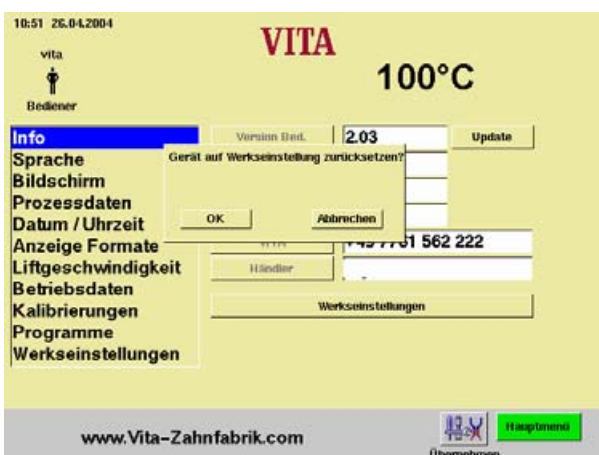 10:51 26.04.2004
VITA
vita
100°C
Bediener
Info
Version Bed.
2.03
Update
Sprache
Gerät auf Werkseinstellung zurücksetzen?
Bildschirm
Prozessdaten
OK
Abbrechen
Datum / Uhrzeit
Anzeige Formate
562 222
Liftgeschwindigkeit
Händler
Betriebsdaten
Werkseinstellungen
Kalibrierungen
Programme
Werkseinstellungen
www.Vita-Zahnfabrik.com
Hauptmenü
Übernehmen